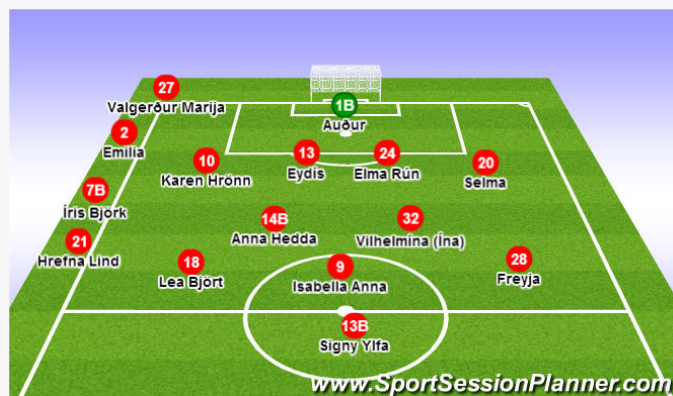 27
Valgerður Marija
1B
Auður
2
Emilia
13
Eydís
24
Elma Rún
10
Karen Hrönn
20
Selma
7B
Íris Björk
14B
Anna Hedda
32
Vilhelmína (Ína)
21
Hrefna Lind
18
Lea Björt
9
Isabella Anna
28
Freyja
13B
Signy Ylfa
www.SportSessionPlanner.com